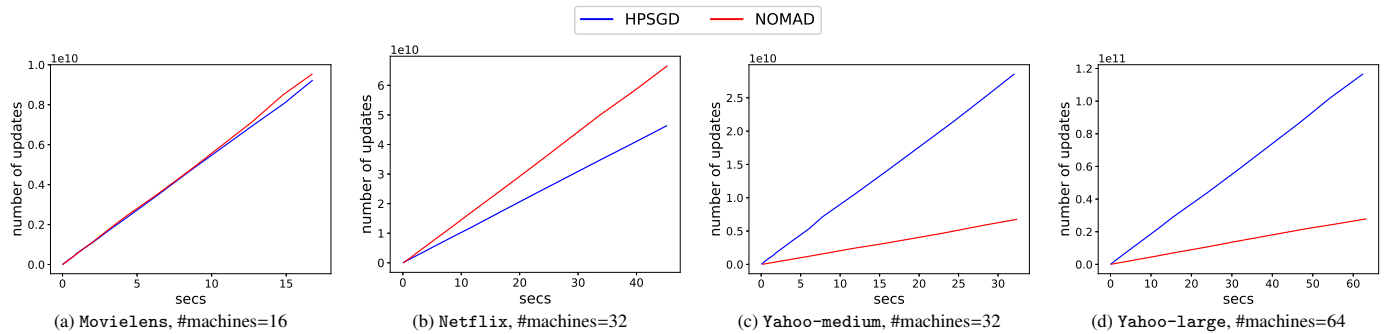 HPSGD NOMAD
1e10
1.0
0.8
0.6
0.4
0.2
0.0
number of updates
0 5 10 15
secs
(a) Movielens, #machines=16
1e10
6
5
4
3
2
1
0
number of updates
0 10 20 30 40
secs
(b) Netflix, #machines=32
1e10
2.5
2.0
1.5
1.0
0.5
0.0
number of updates
0 5 10 15 20 25 30
secs
(c) Yahoo-medium, #machines=32
1e11
1.2
1.0
0.8
0.6
0.4
0.2
0.0
number of updates
0 10 20 30 40 50 60
secs
(d) Yahoo-large, #machines=64